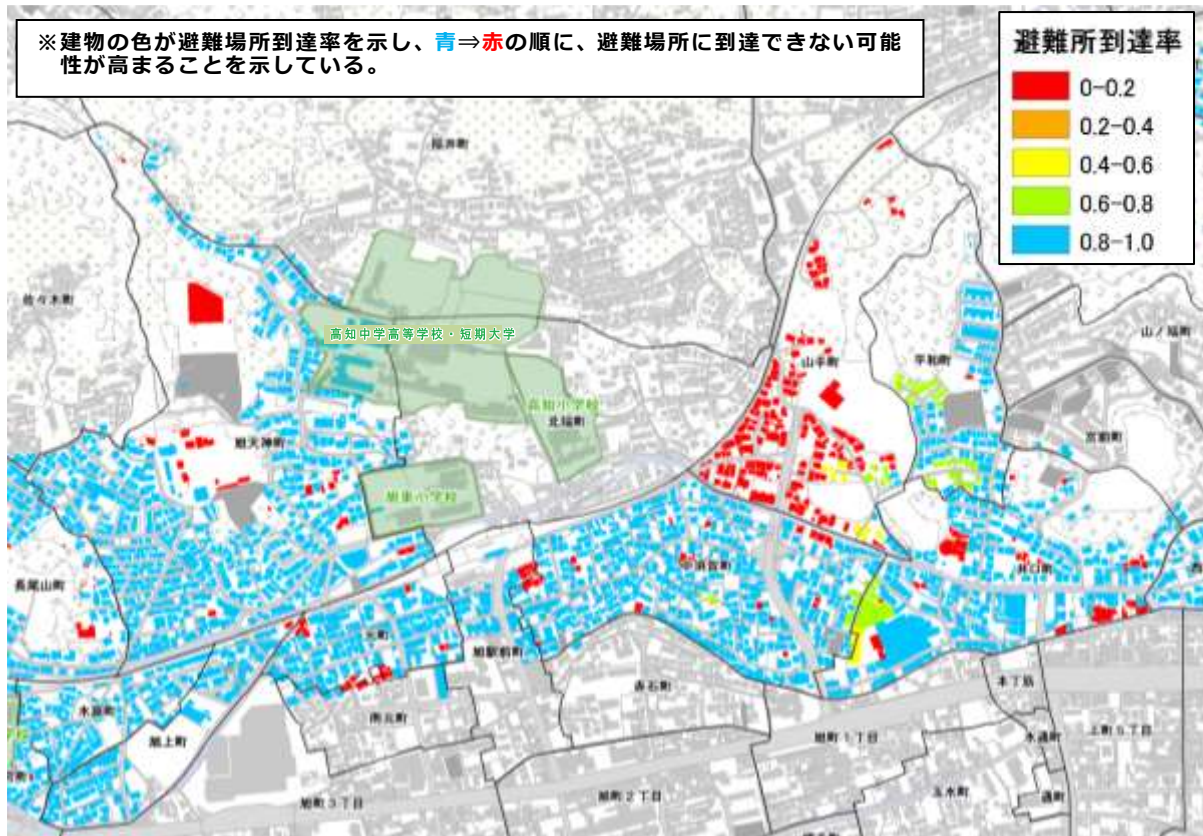 ※建物の色が避難場所到達率を示し、青⇒赤の順に、避難場所に到達できない可能
性が高まることを示している。
避難所到達率
0-0.2
0.2-0.4
0.4-0.6
0.6-0.8
0.8-1.0
福井町
佐々木町
山ノ端町
高知中学高等学校・短期大学
山手町
宇和町
高知小学校
北端町
宮前町
旭天神町
旭東小学校
長尾山町
中須賀町
井口町
元町
旭駅前町
赤石町
本丁筋
水源町
南元町
旭上町
旭町1丁目
水通町
上町5丁目
旭町3丁目
旭町2丁目
玉水町
通町